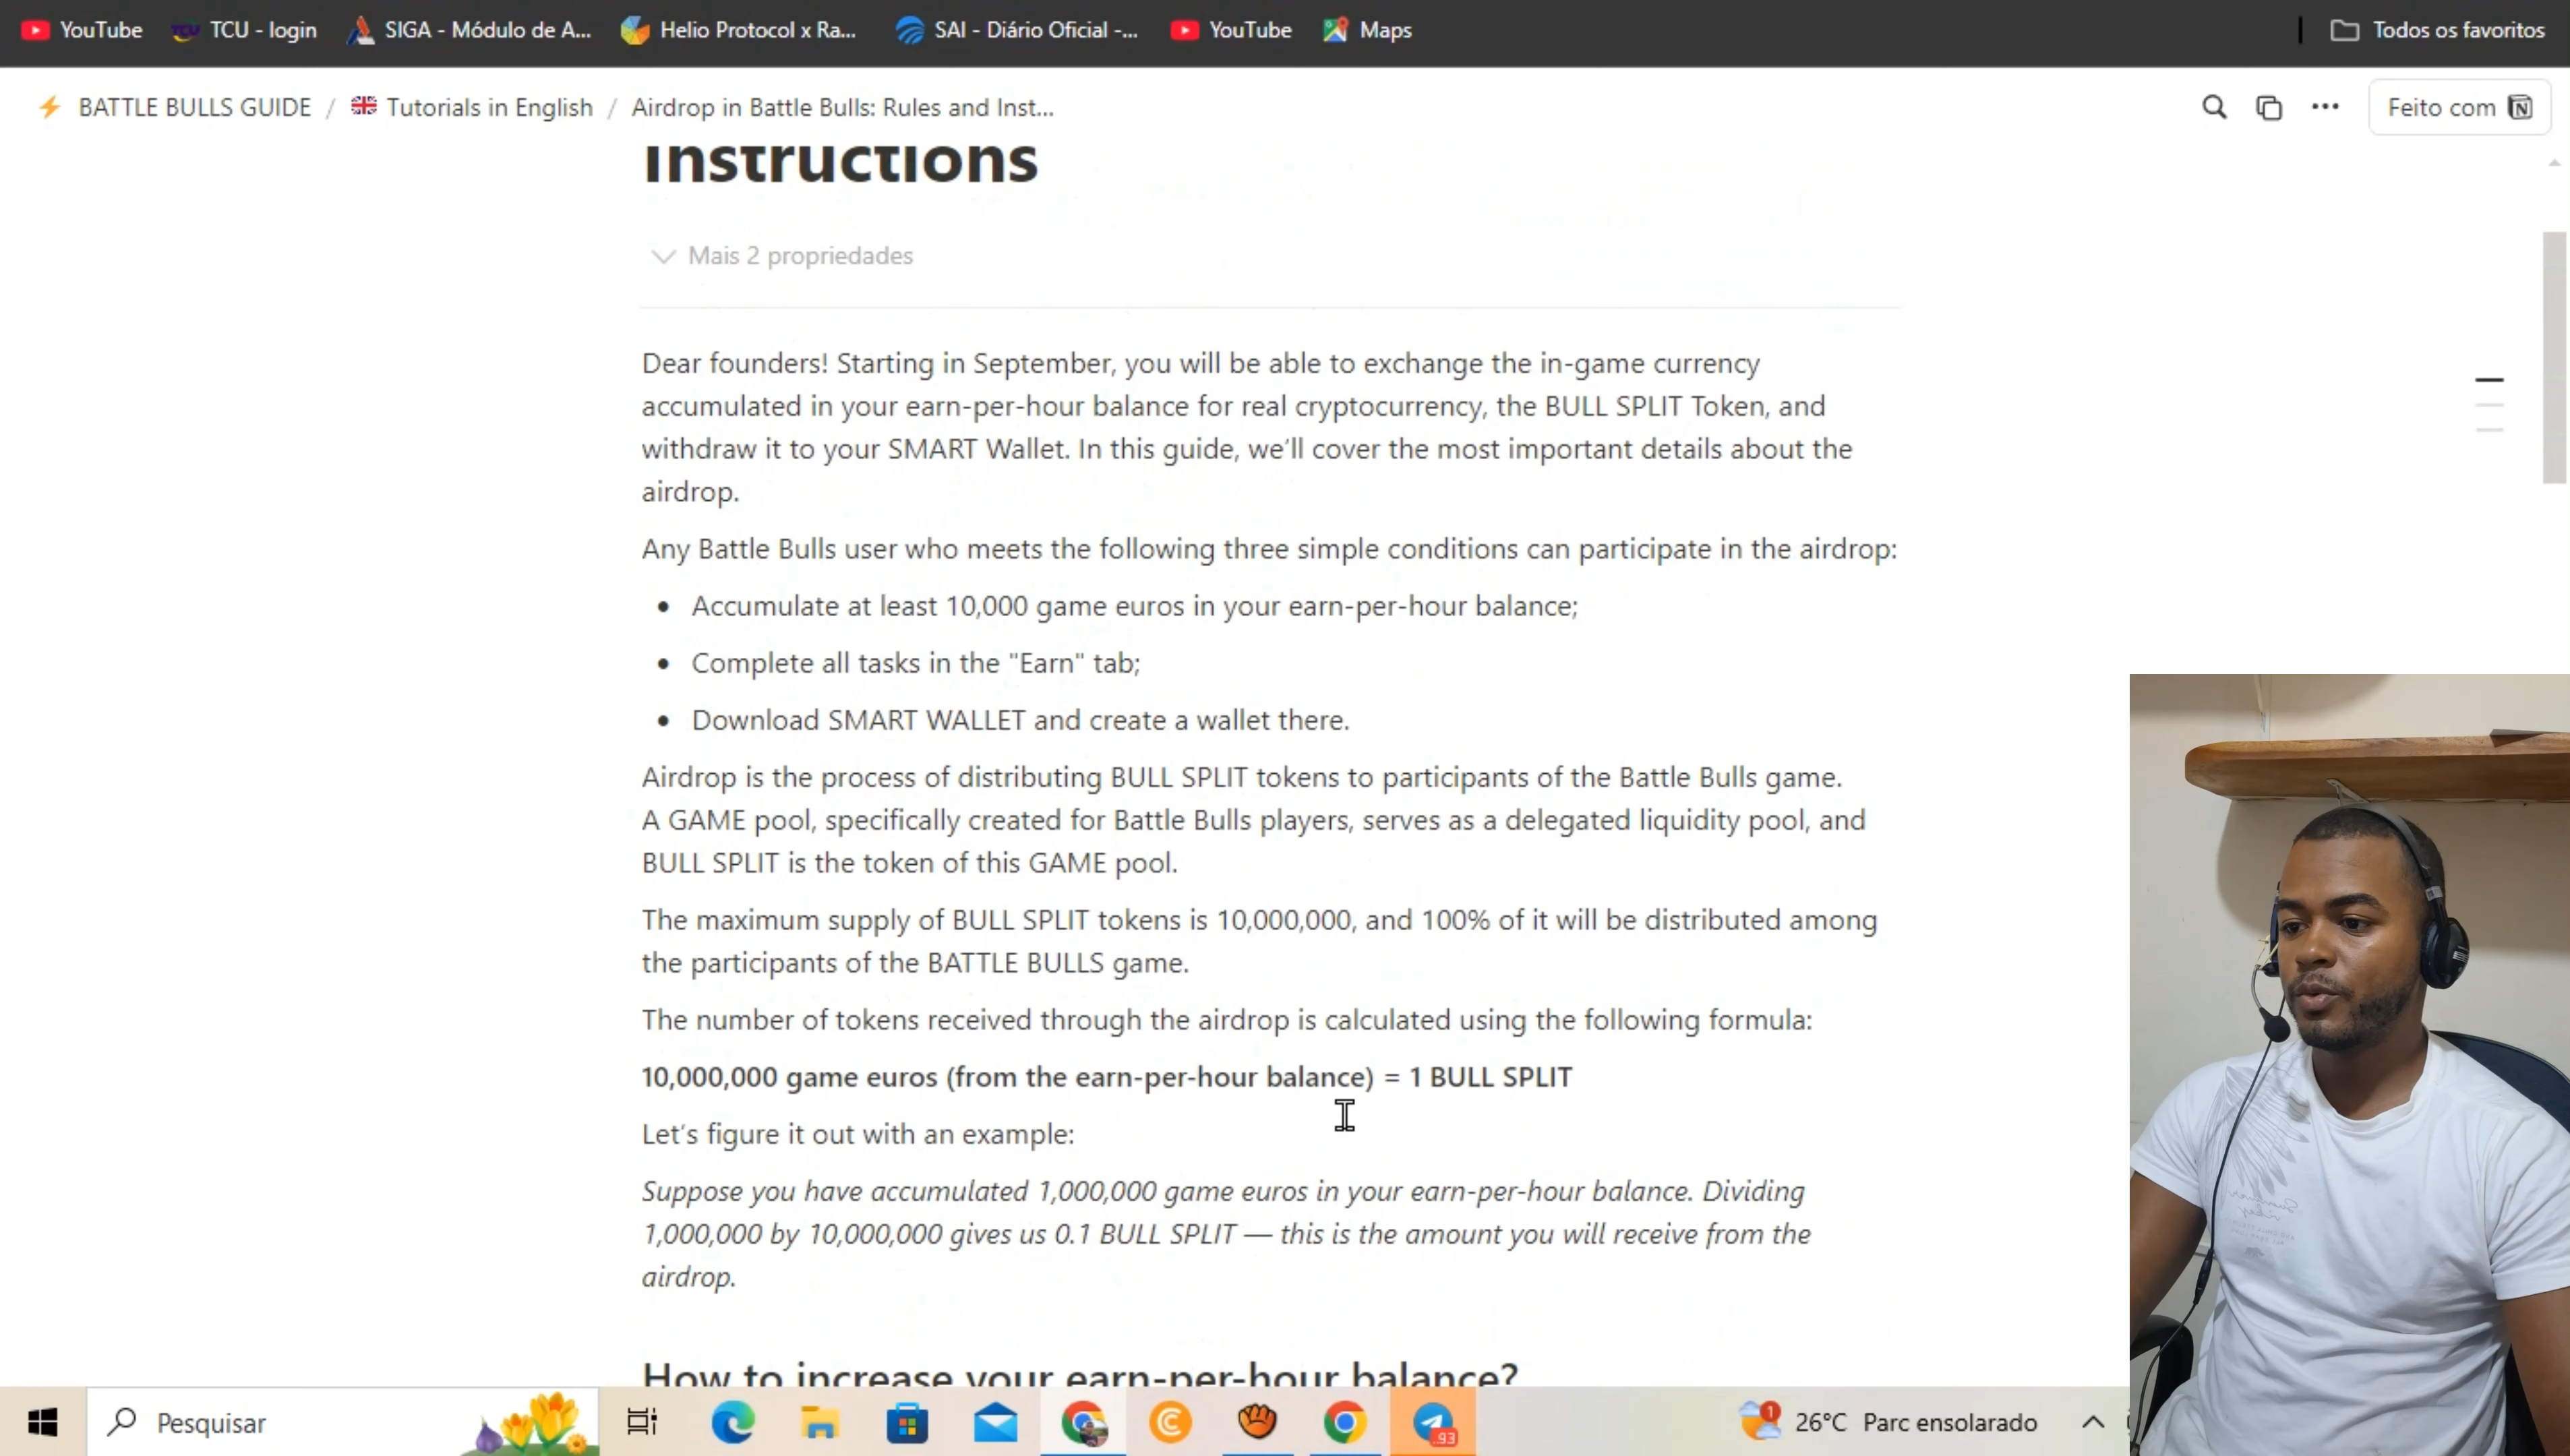 YouTube TCU - login SIGA - Módulo de A... Helio Protocol x Ra... SAI - Diário Oficial -... YouTube Maps Todos os favoritos
BATTLE BULLS GUIDE / Tutorials in English / Airdrop in Battle Bulls: Rules and Inst... Feito com
Instructions
Mais 2 propriedades
Dear founders! Starting in September, you will be able to exchange the in-game currency
accumulated in your earn-per-hour balance for real cryptocurrency, the BULL SPLIT Token, and
withdraw it to your SMART Wallet. In this guide, we’ll cover the most important details about the
airdrop.
Any Battle Bulls user who meets the following three simple conditions can participate in the airdrop:
• Accumulate at least 10,000 game euros in your earn-per-hour balance;
• Complete all tasks in the "Earn" tab;
• Download SMART WALLET and create a wallet there.
Airdrop is the process of distributing BULL SPLIT tokens to participants of the Battle Bulls game.
A GAME pool, specifically created for Battle Bulls players, serves as a delegated liquidity pool, and
BULL SPLIT is the token of this GAME pool.
The maximum supply of BULL SPLIT tokens is 10,000,000, and 100% of it will be distributed among
the participants of the BATTLE BULLS game.
The number of tokens received through the airdrop is calculated using the following formula:
10,000,000 game euros (from the earn-per-hour balance) = 1 BULL SPLIT
Let’s figure it out with an example:
Suppose you have accumulated 1,000,000 game euros in your earn-per-hour balance. Dividing
1,000,000 by 10,000,000 gives us 0.1 BULL SPLIT — this is the amount you will receive from the
airdrop.
How to increase your earn-per-hour balance?
Pesquisar 93 1 26°C Parc ensolarado